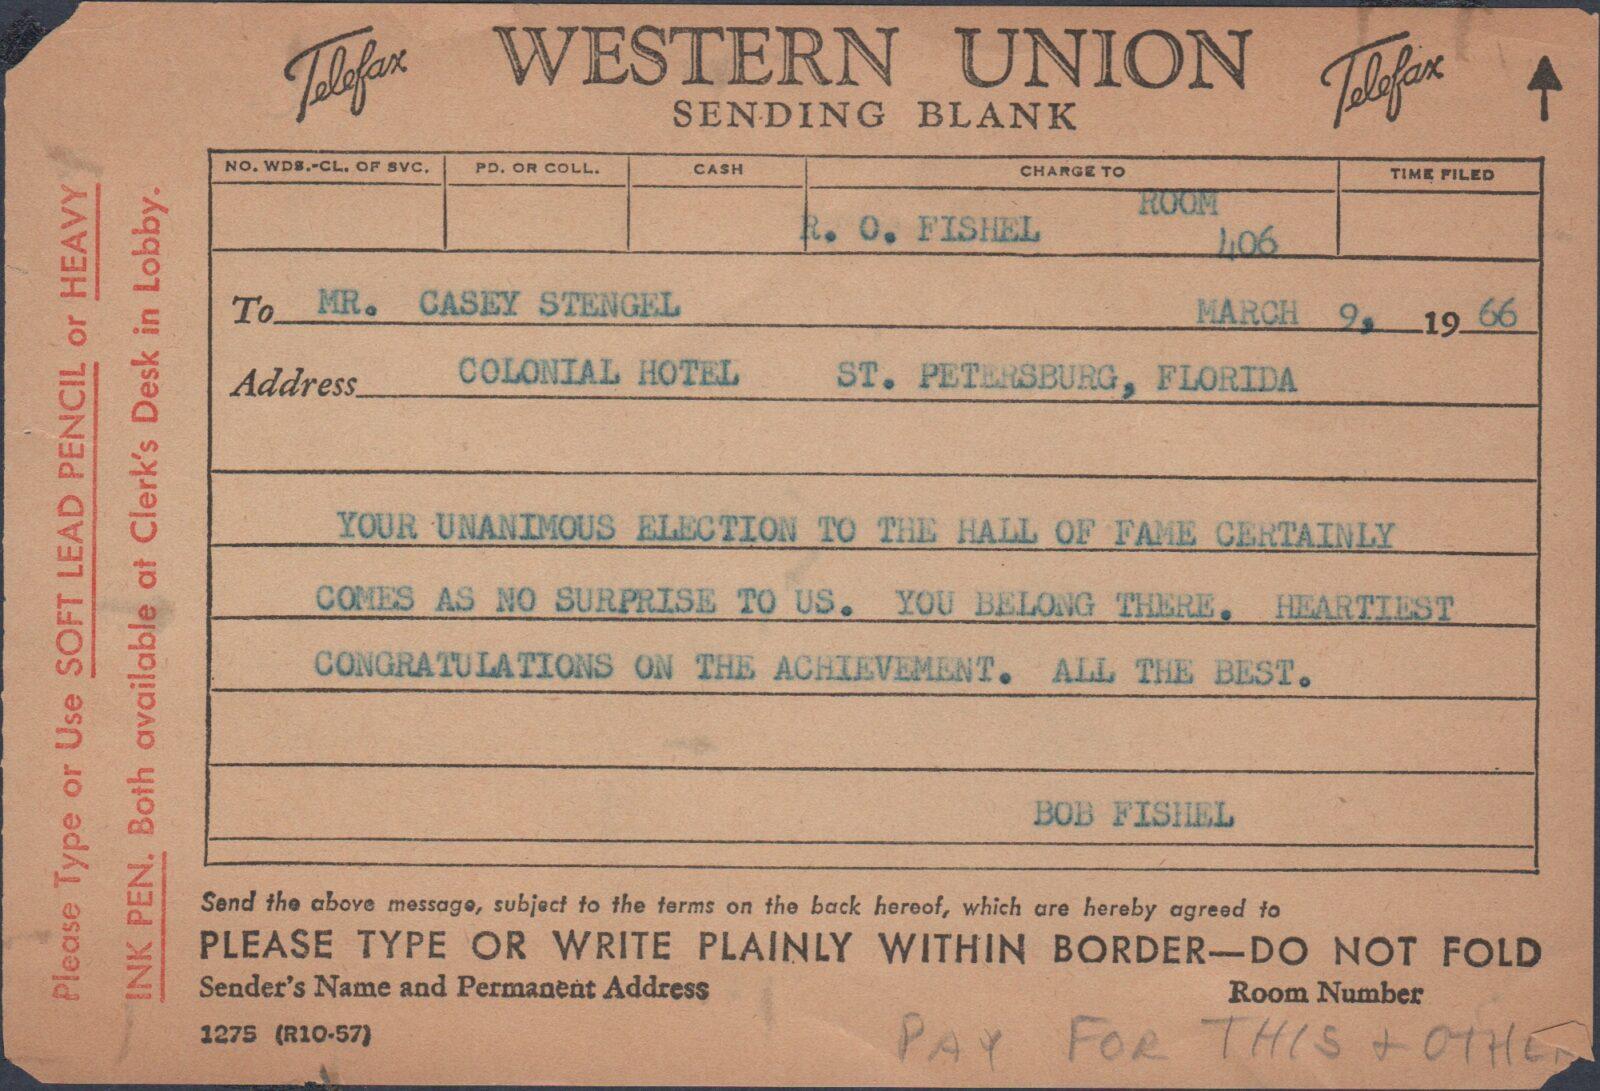 Telefax WESTERN UNION Telefax
SENDING BLANK
NO. WDS.-CL. OF SVC. PD. OR COLL. CASH CHARGE TO TIME FILED
ROOM
R. O. FISHEL 406
To MR. CASEY STENGEL MARCH 9, 19 66
Address COLONIAL HOTEL ST. PETERSBURG, FLORIDA
YOUR UNANIMOUS ELECTION TO THE HALL OF FAME CERTAINLY
COMES AS NO SURPRISE TO US. YOU BELONG THERE. HEARTIEST
CONGRATULATIONS ON THE ACHIEVEMENT. ALL THE BEST.
BOB FISHEL
Send the above message, subject to the terms on the back hereof, which are hereby agreed to
PLEASE TYPE OR WRITE PLAINLY WITHIN BORDER—DO NOT FOLD
Sender's Name and Permanent Address Room Number
1275 (R10-57)
PAY FOR THIS + OTHER
Please Type or Use SOFT LEAD PENCIL or HEAVY
INK PEN. Both available at Clerk's Desk in Lobby.